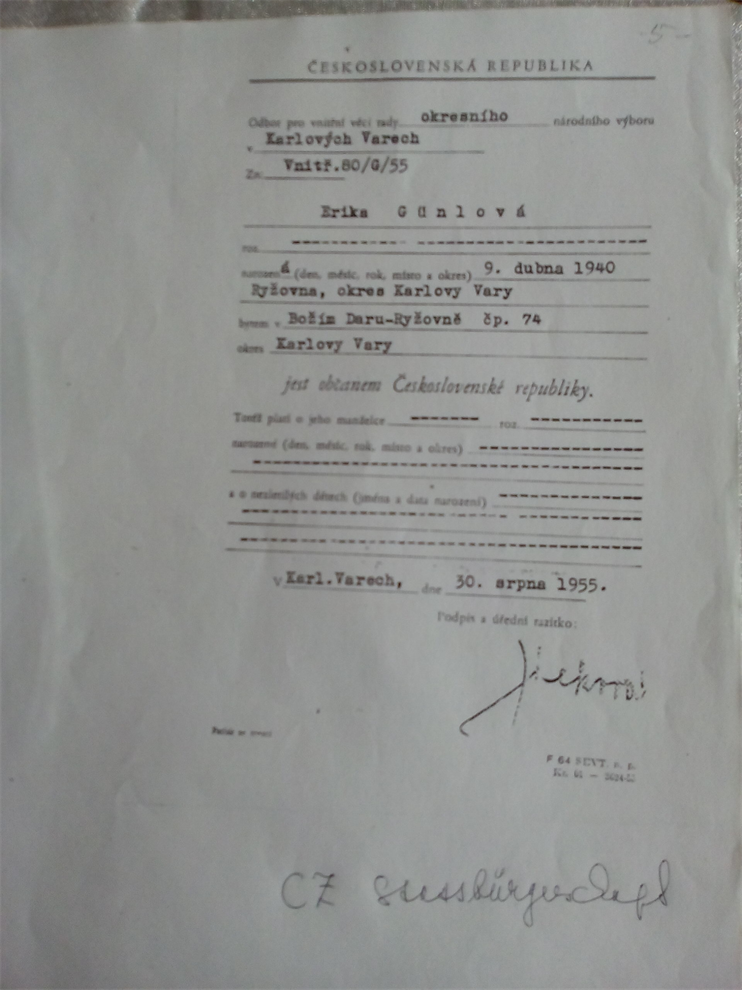 -5-
ČESKOSLOVENSKÁ REPUBLIKA
Odbor pro vnitřní věci rady okresního národního výboru
v Karlových Varech
Zn: Vnitř.80/G/55
Erika Günlová
roz.
narozená (den, měsíc, rok, místo a okres) 9. dubna 1940
Ryžovna, okres Karlovy Vary
bytem v Božím Daru-Ryžovně čp. 74
okres Karlovy Vary
jest občanem Československé republiky.
Totéž platí o jeho manželce roz.
narozené (den, měsíc, rok, místo a okres)
a o nezletilých dětech (jména a data narození)
V Karl.Varech, dne 30. srpna 1955.
Podpis a úřední razítko:
F 64 SEVT, n. p.
CZ